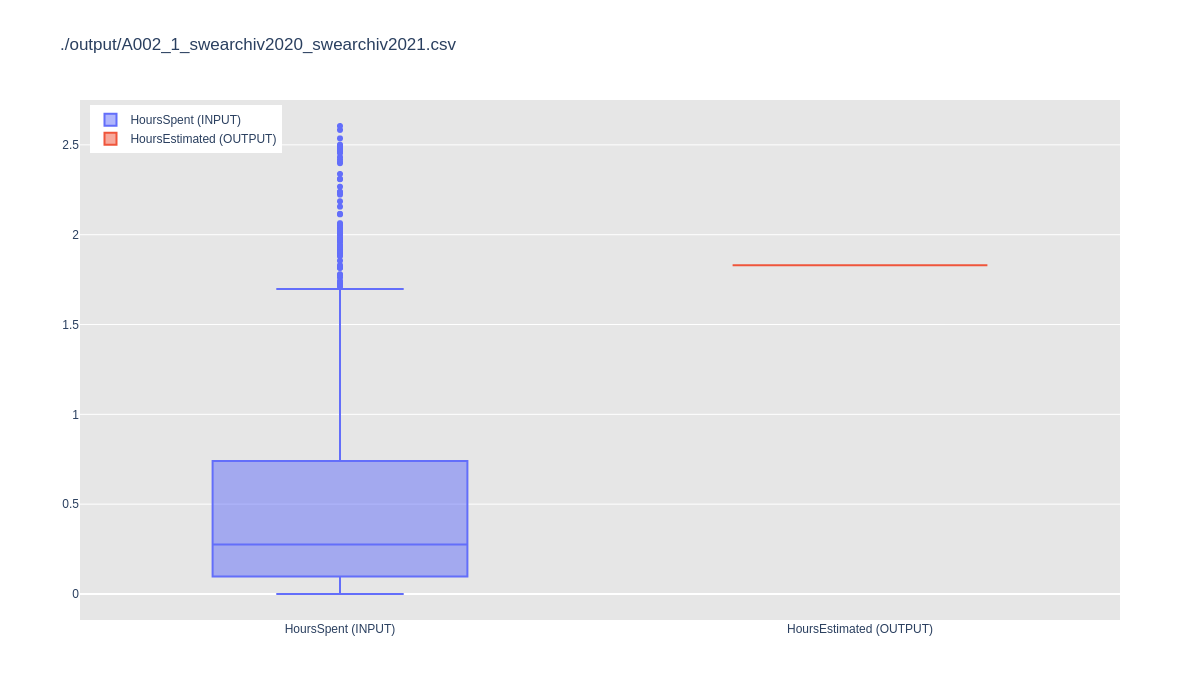 ./output/A002_1_swearchiv2020_swearchiv2021.csv
HoursSpent (INPUT)
HoursEstimated (OUTPUT)
2.5
2
1.5
1
0.5
0
HoursSpent (INPUT)
HoursEstimated (OUTPUT)